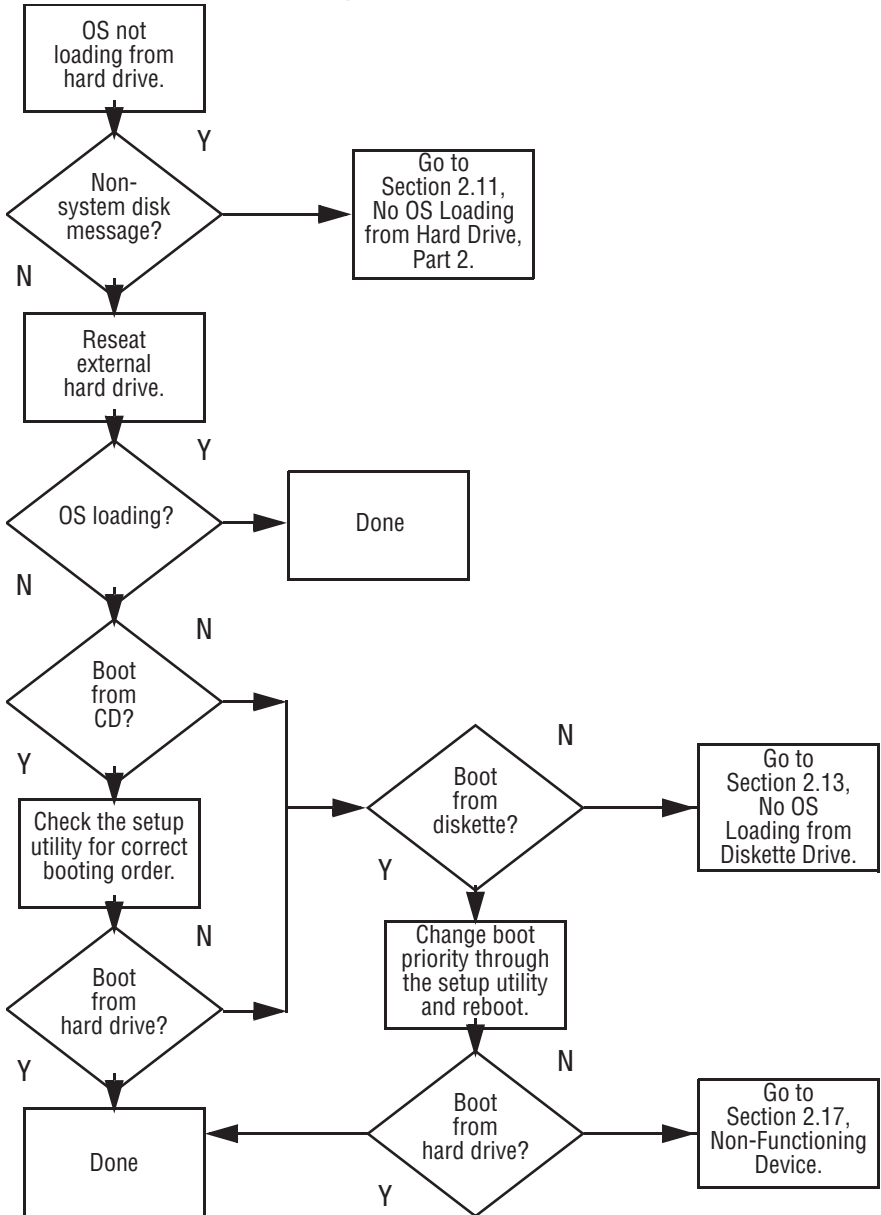 OS not
loading from
hard drive.
Y
Non-
system disk
message?
Go to
Section 2.11,
No OS Loading
from Hard Drive,
Part 2.
N
Reseat
external
hard drive.
Y
OS loading?
Done
N
N
Boot
from
CD?
Y
Check the setup
utility for correct
booting order.
N
Boot
from
hard drive?
Y
Done
N
Boot
from
diskette?
Go to
Section 2.13,
No OS
Loading from
Diskette Drive.
Y
Change boot
priority through
the setup utility
and reboot.
N
Boot
from
hard drive?
Go to
Section 2.17,
Non-Functioning
Device.
Y